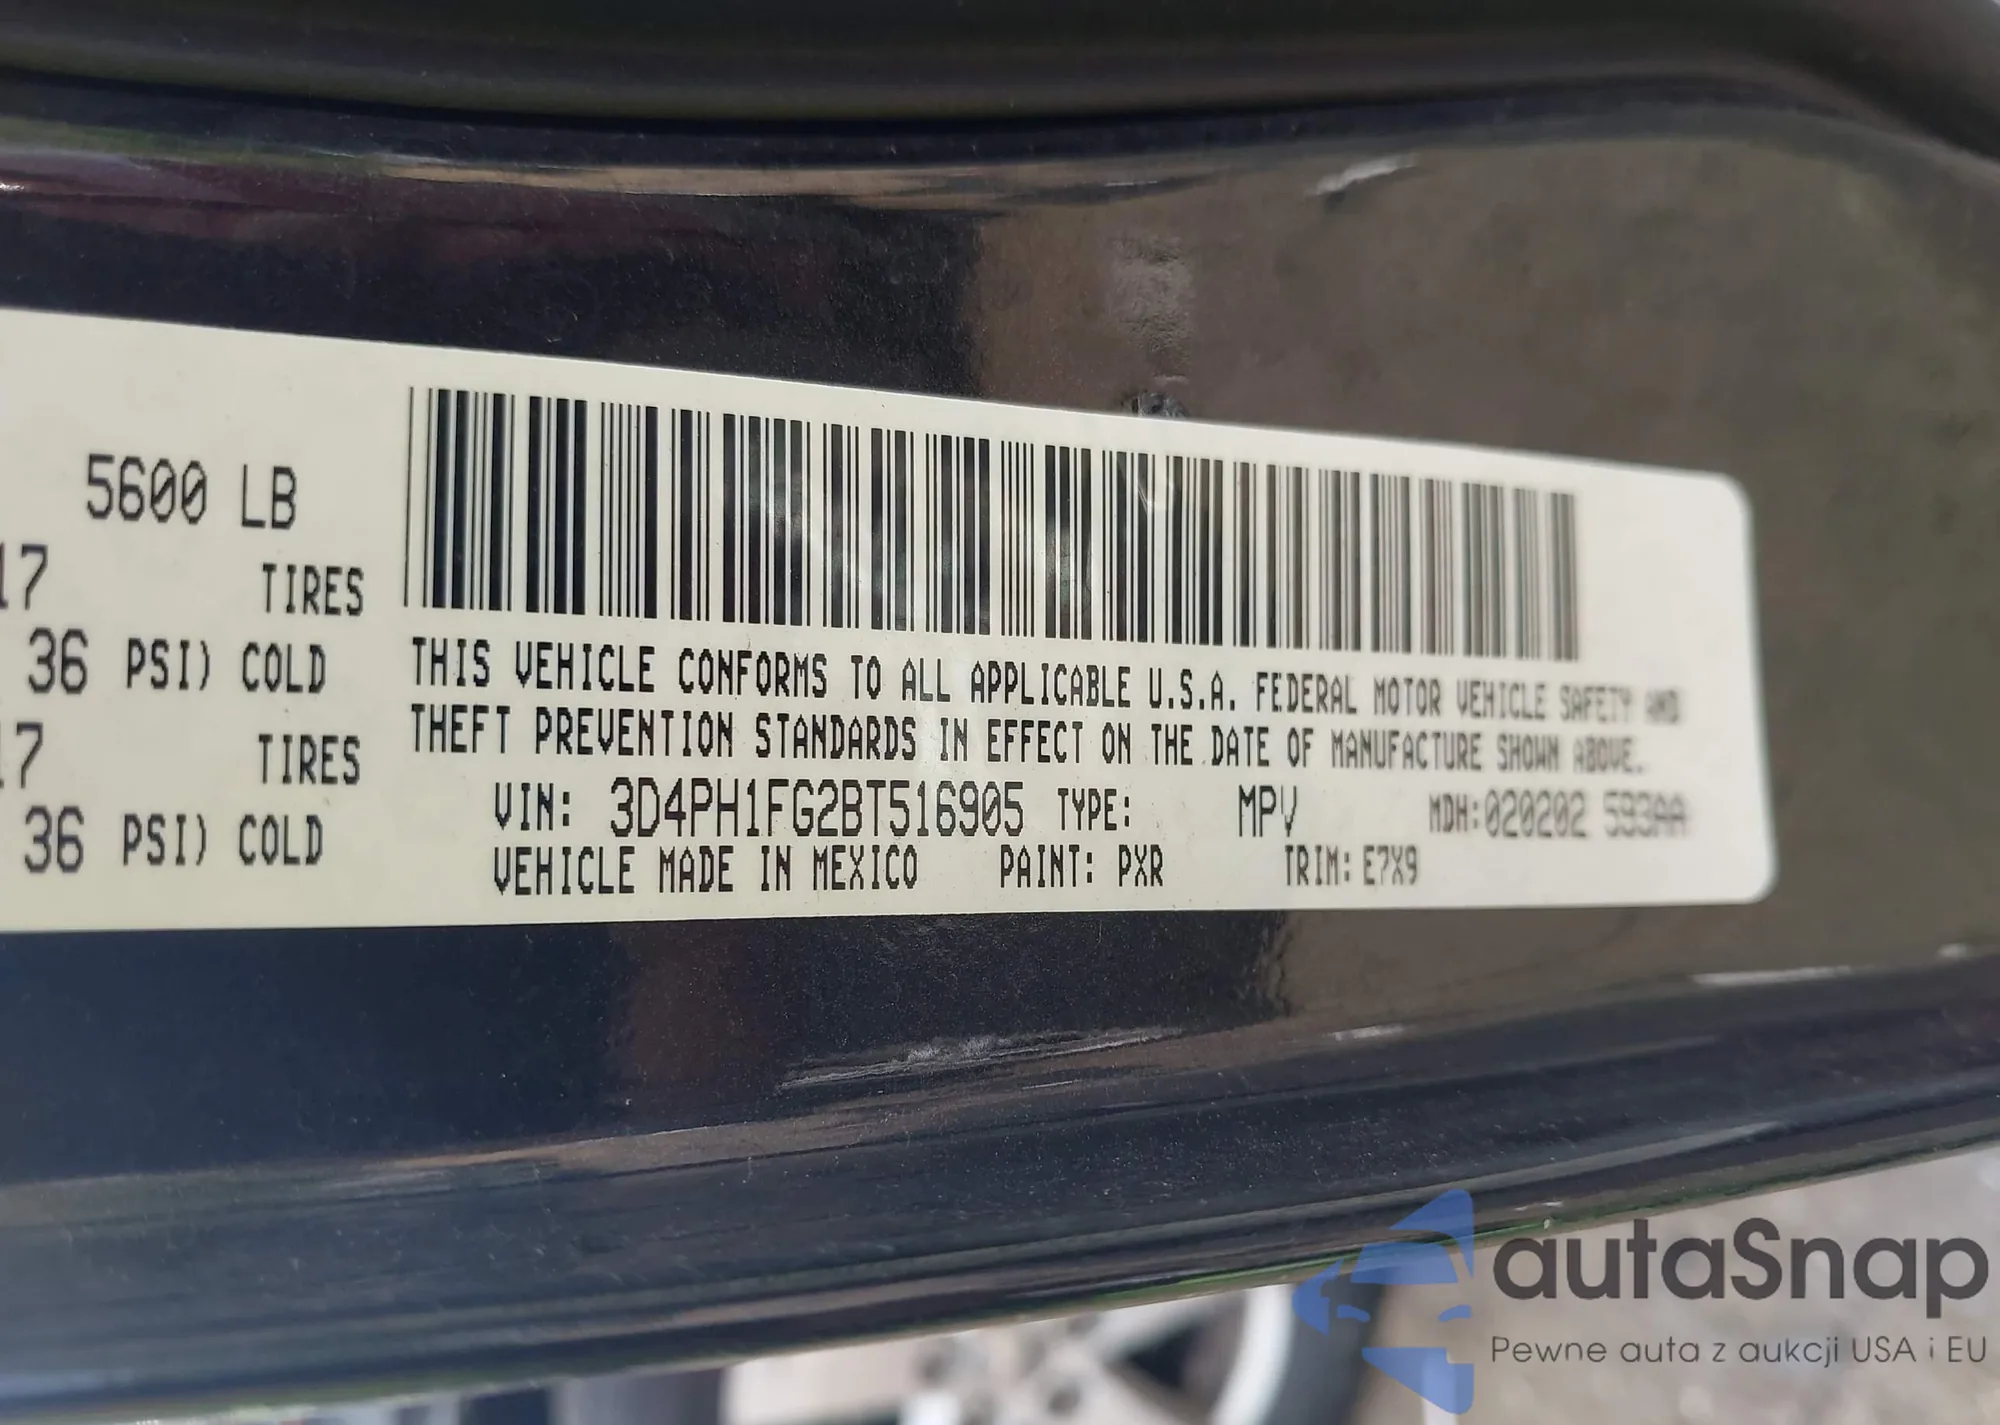 5600 LB
17 TIRES
36 PSI) COLD
17 TIRES
36 PSI) COLD
THIS VEHICLE CONFORMS TO ALL APPLICABLE U.S.A. FEDERAL MOTOR VEHICLE SAFETY AND
THEFT PREVENTION STANDARDS IN EFFECT ON THE DATE OF MANUFACTURE SHOWN ABOVE.
VIN: 3D4PH1FG2BT516905 TYPE: MPV MDH:020202 593AA
VEHICLE MADE IN MEXICO PAINT: PXR TRIM: E7X9
autaSnap
Pewne auta z aukcji USA i EU